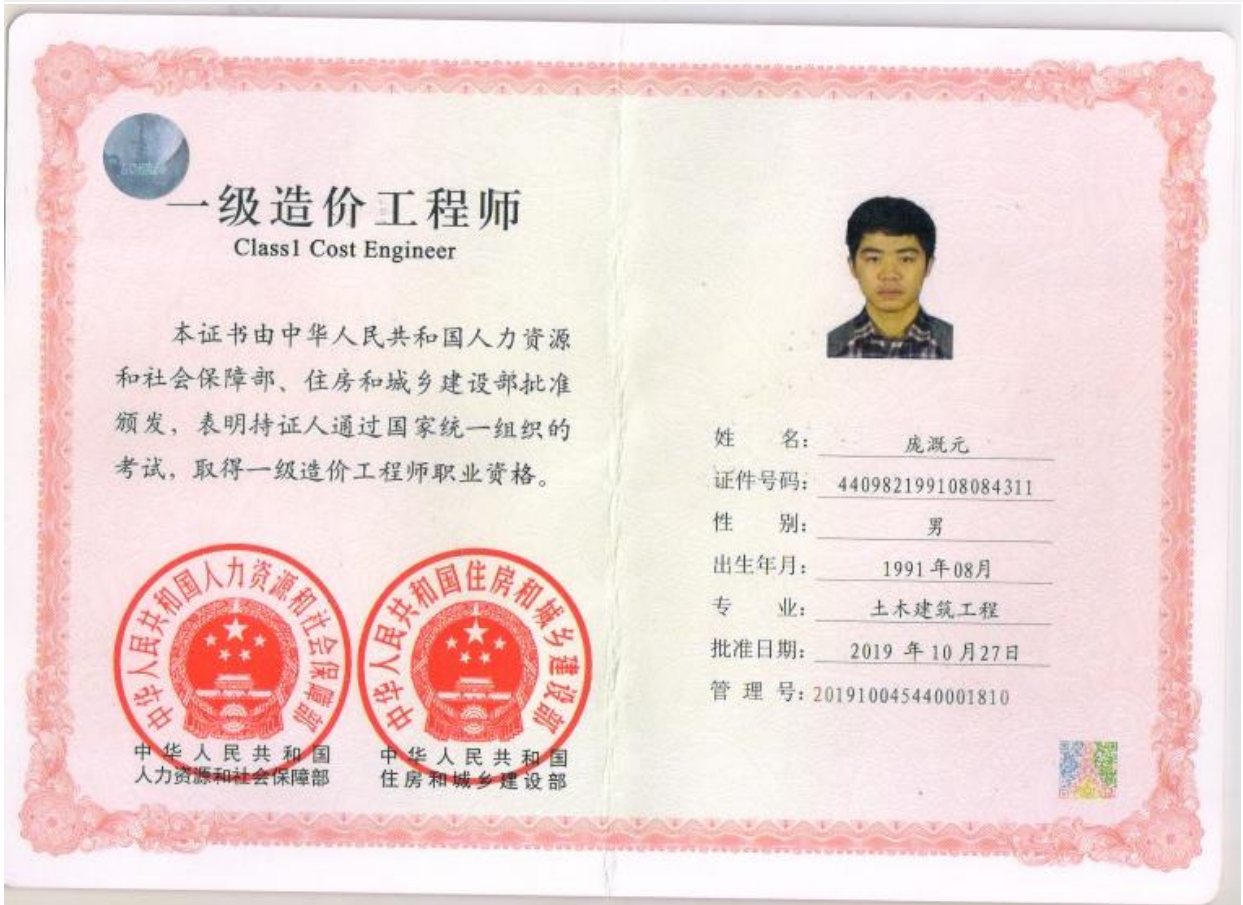 一级造价工程师
Class1 Cost Engineer
本证书由中华人民共和国人力资源
和社会保障部、住房和城乡建设部批准
颁发，表明持证人通过国家统一组织的
考试，取得一级造价工程师职业资格。
中华人民共和国人力资源和社会保障部
中华人民共和国住房和城乡建设部
中华人民共和国
人力资源和社会保障部
中华人民共和国
住房和城乡建设部
姓 名： 庞溉元
证件号码： 440982199108084311
性 别： 男
出生年月： 1991年08月
专 业： 土木建筑工程
批准日期： 2019 年10月27日
管 理 号：201910045440001810